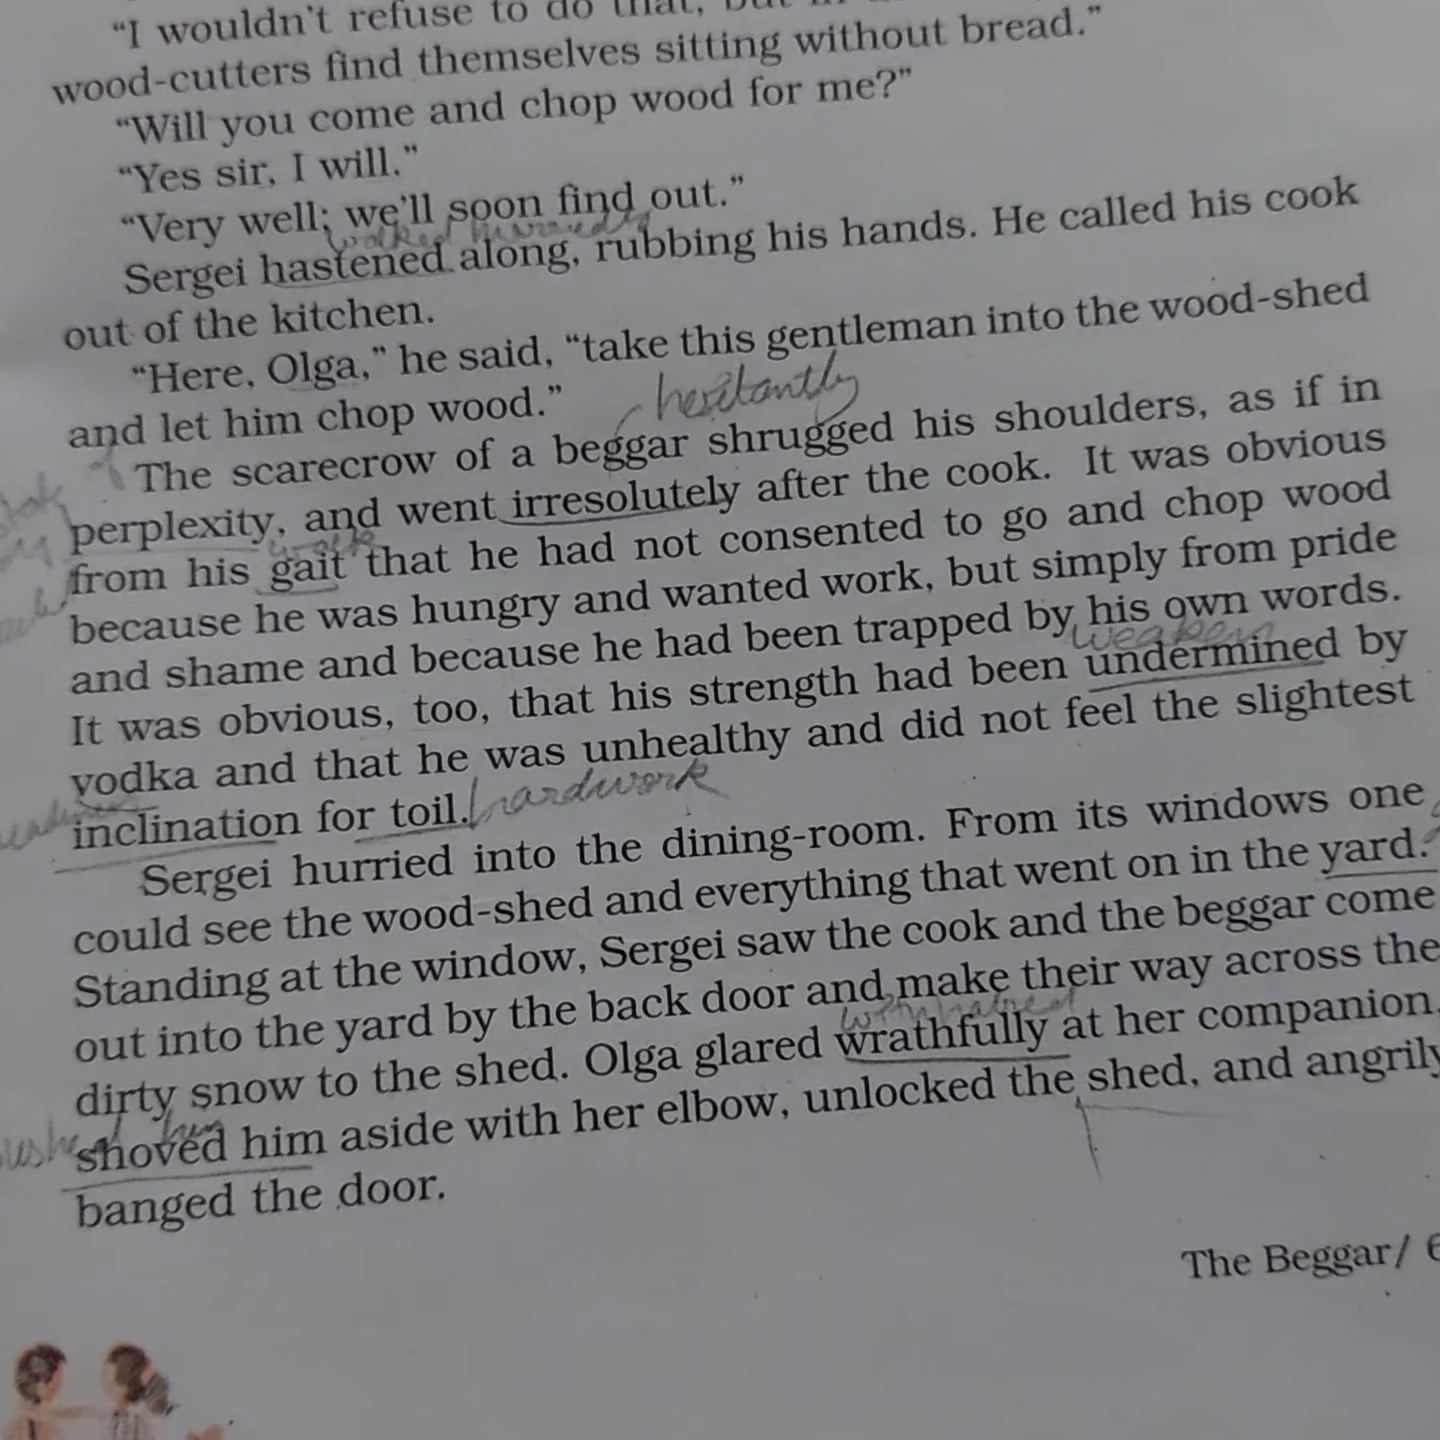 “I wouldn’t refuse to do that, but in
wood-cutters find themselves sitting without bread.”
“Will you come and chop wood for me?”
“Yes sir, I will.”
“Very well; we’ll soon find out.”
walked hurriedly
Sergei hastened along, rubbing his hands. He called his cook
out of the kitchen.
“Here, Olga,” he said, “take this gentleman into the wood-shed
and let him chop wood.”
hesitantly
The scarecrow of a beggar shrugged his shoulders, as if in
perplexity, and went irresolutely after the cook. It was obvious
walk
from his gait that he had not consented to go and chop wood
because he was hungry and wanted work, but simply from pride
and shame and because he had been trapped by his own words.
weaken
It was obvious, too, that his strength had been undermined by
vodka and that he was unhealthy and did not feel the slightest
inclination for toil. hardwork
Sergei hurried into the dining-room. From its windows one
could see the wood-shed and everything that went on in the yard.
Standing at the window, Sergei saw the cook and the beggar come
out into the yard by the back door and make their way across the
dirty snow to the shed. Olga glared wrathfully at her companion,
shoved him aside with her elbow, unlocked the shed, and angrily
banged the door.
The Beggar/ 6